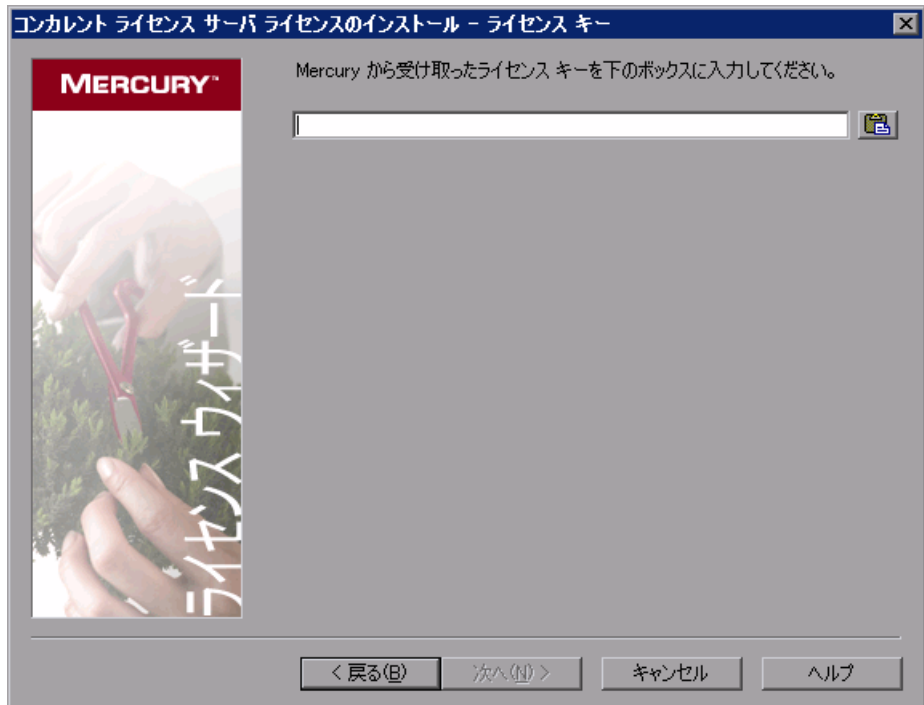 コンカレント ライセンス サーバ ライセンスのインストール - ライセンス キー
MERCURY™
Mercury から受け取ったライセンス キーを下のボックスに入力してください。
ライセンス ウィザード
< 戻る(B)
次へ(N) >
キャンセル
ヘルプ